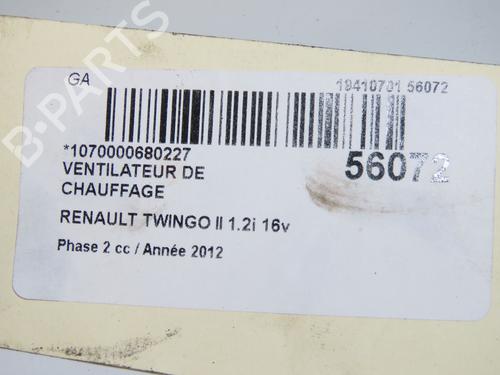 GA
19410701 56072
*1070000680227
56072
VENTILATEUR DE
CHAUFFAGE
RENAULT TWINGO II 1.2i 16v
Phase 2 cc / Année 2012
B-PARTS